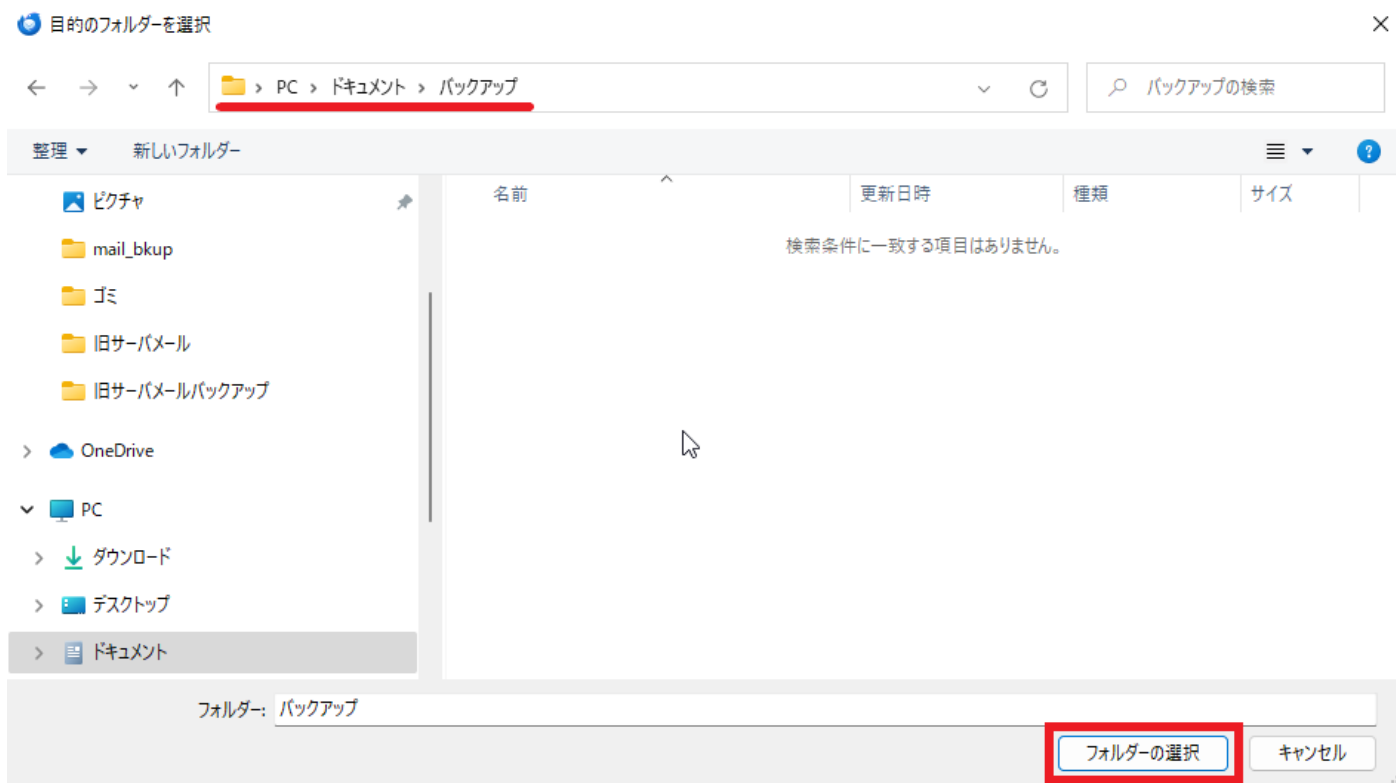 目的のフォルダーを選択
PC › ドキュメント › バックアップ
バックアップの検索
整理
新しいフォルダー
名前
更新日時
種類
サイズ
検索条件に一致する項目はありません。
ピクチャ
mail_bkup
ゴミ
旧サーバメール
旧サーバメールバックアップ
OneDrive
PC
ダウンロード
デスクトップ
ドキュメント
フォルダー: バックアップ
フォルダーの選択
キャンセル